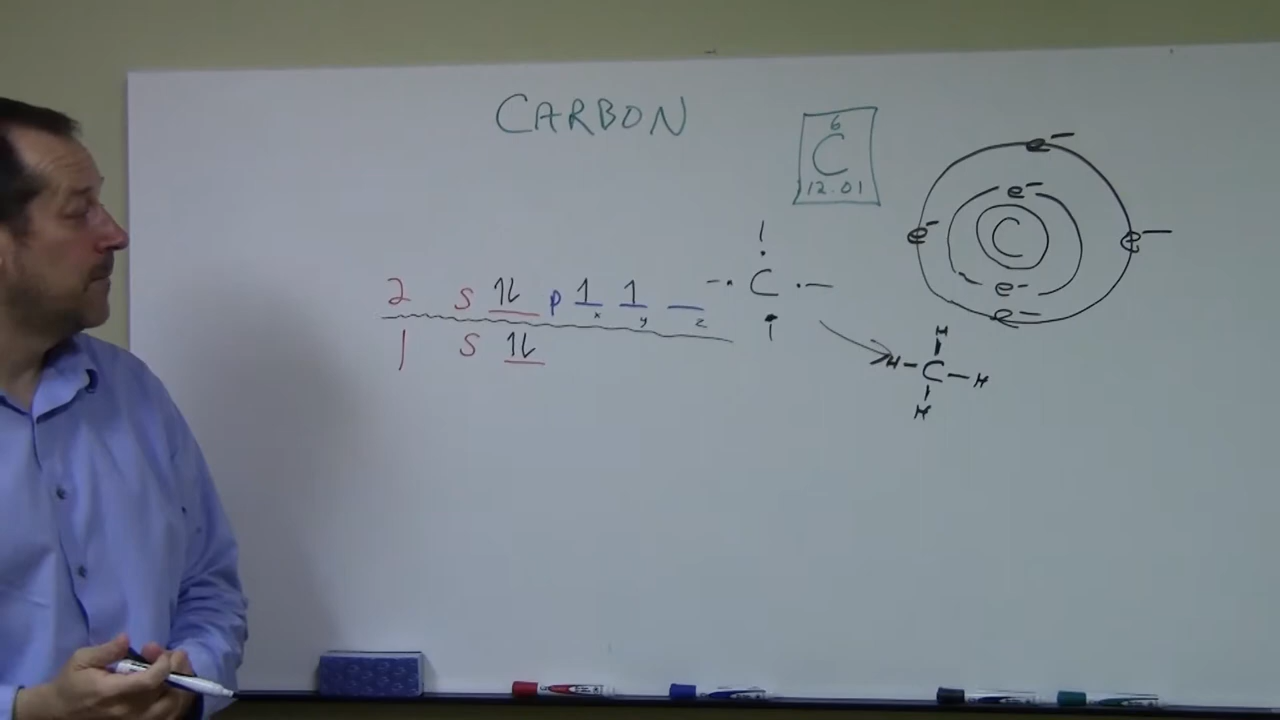 CARBON
6
C
12.01
e⁻
e⁻
e⁻ C e⁻
e⁻
e⁻
2 s 1l p 1 1
x y z
1 s 1l
C
H
H-C-H
H